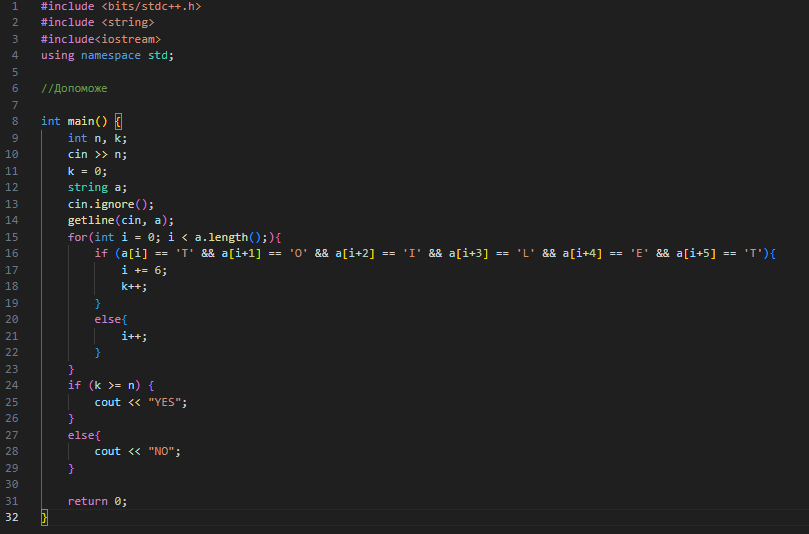 1 #include <bits/stdc++.h>
2 #include <string>
3 #include<iostream>
4 using namespace std;
5
6 //Допоможе
7
8 int main() {
9 int n, k;
10 cin >> n;
11 k = 0;
12 string a;
13 cin.ignore();
14 getline(cin, a);
15 for(int i = 0; i < a.length();){
16 if (a[i] == 'T' && a[i+1] == 'O' && a[i+2] == 'I' && a[i+3] == 'L' && a[i+4] == 'E' && a[i+5] == 'T'){
17 i += 6;
18 k++;
19 }
20 else{
21 i++;
22 }
23 }
24 if (k >= n) {
25 cout << "YES";
26 }
27 else{
28 cout << "NO";
29 }
30
31 return 0;
32 }